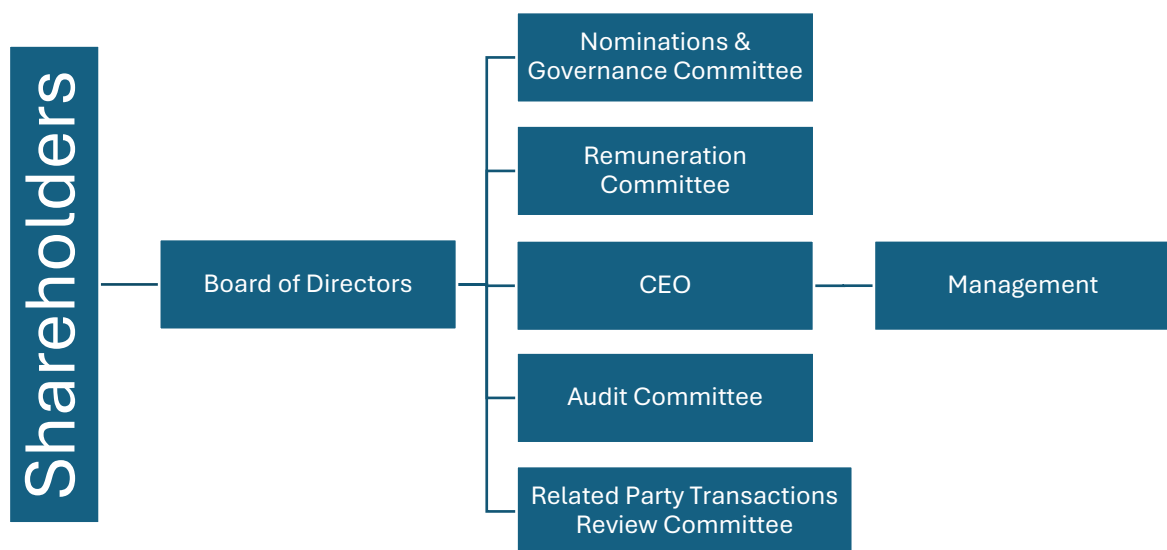 Shareholders
Board of Directors
Nominations &
Governance Committee
Remuneration
Committee
CEO
Management
Audit Committee
Related Party Transactions
Review Committee